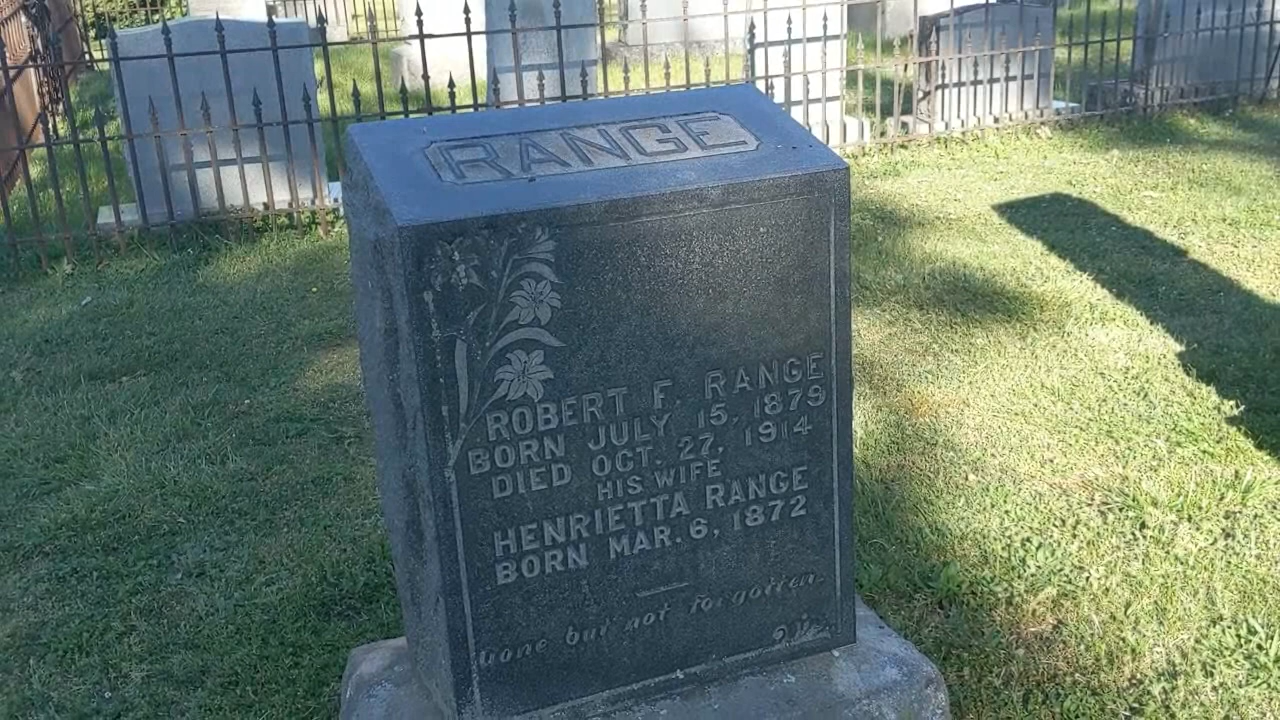 RANGE
ROBERT F. RANGE
BORN JULY 15, 1879
DIED OCT. 27, 1914
HIS WIFE
HENRIETTA RANGE
BORN MAR. 6, 1872
Gone but not forgotten.